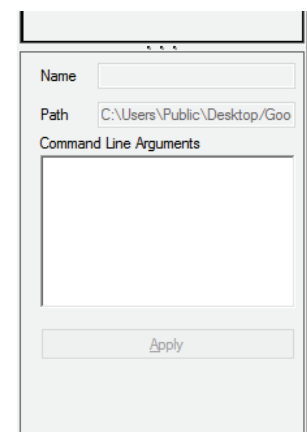 Name
Path C:\Users\Public\Desktop/Goo
Command Line Arguments
Apply